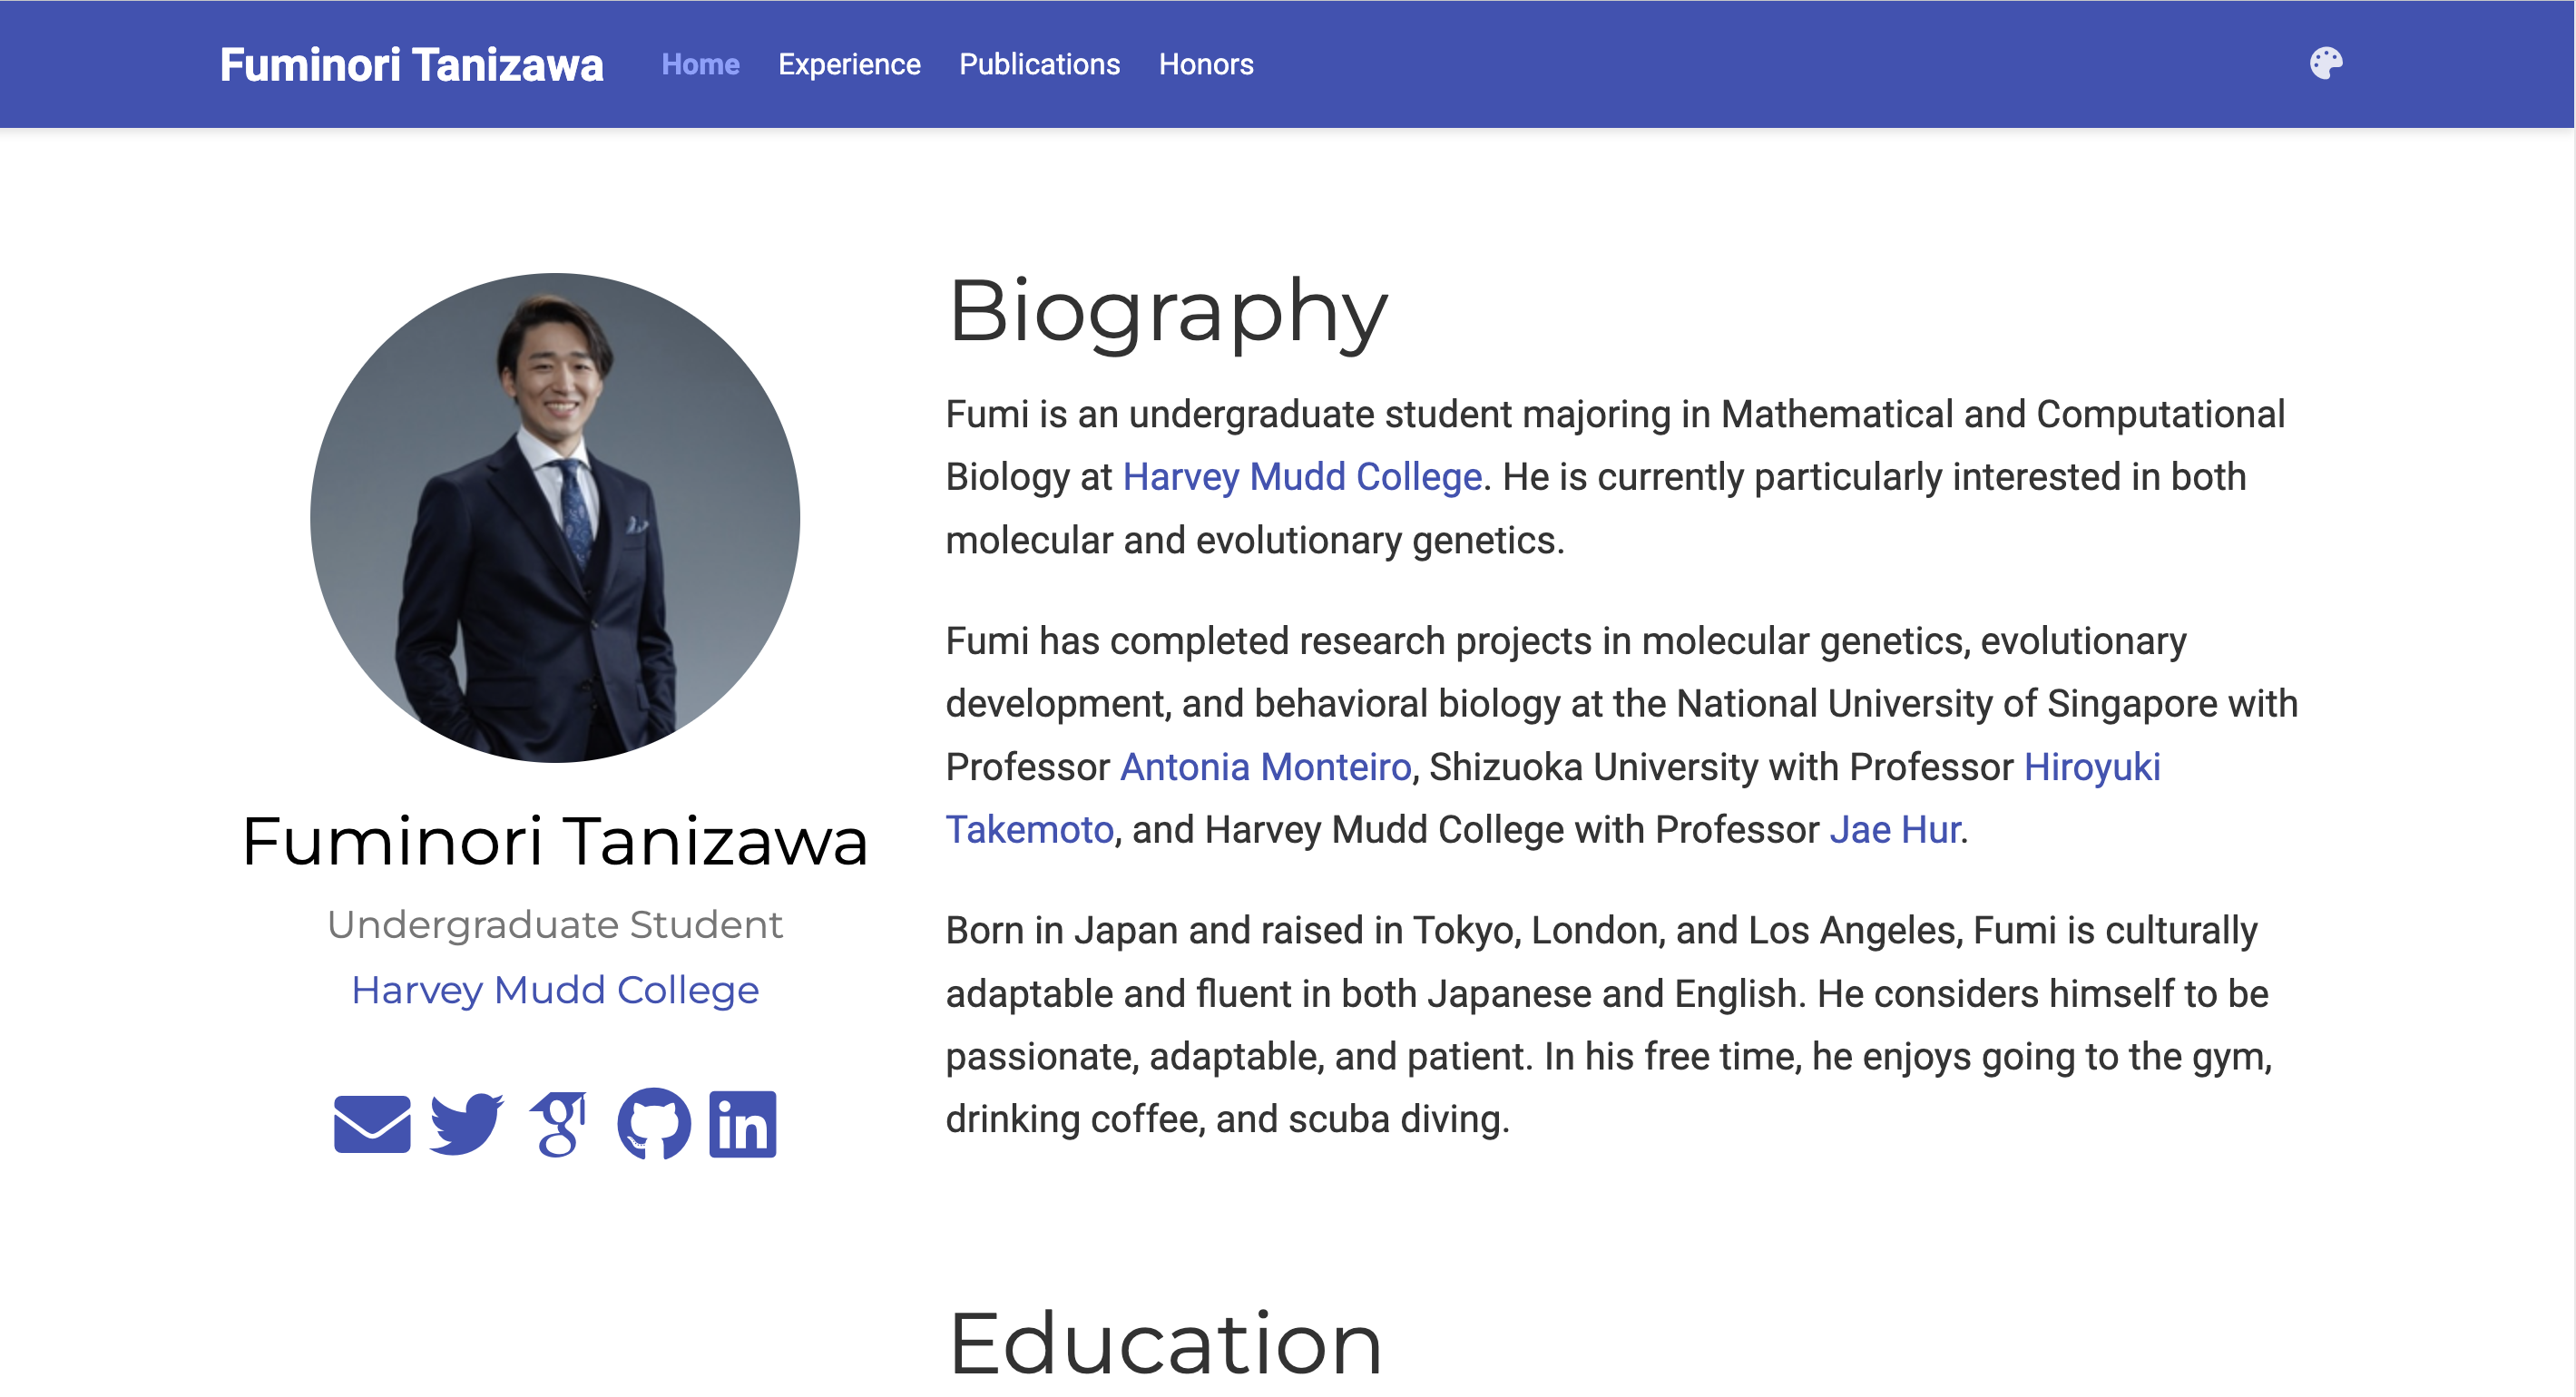 Fuminori Tanizawa Home Experience Publications Honors
Biography
Fumi is an undergraduate student majoring in Mathematical and Computational
Biology at Harvey Mudd College. He is currently particularly interested in both
molecular and evolutionary genetics.
Fumi has completed research projects in molecular genetics, evolutionary
development, and behavioral biology at the National University of Singapore with
Professor Antonia Monteiro, Shizuoka University with Professor Hiroyuki
Takemoto, and Harvey Mudd College with Professor Jae Hur.
Born in Japan and raised in Tokyo, London, and Los Angeles, Fumi is culturally
adaptable and fluent in both Japanese and English. He considers himself to be
passionate, adaptable, and patient. In his free time, he enjoys going to the gym,
drinking coffee, and scuba diving.
Fuminori Tanizawa
Undergraduate Student
Harvey Mudd College
Education